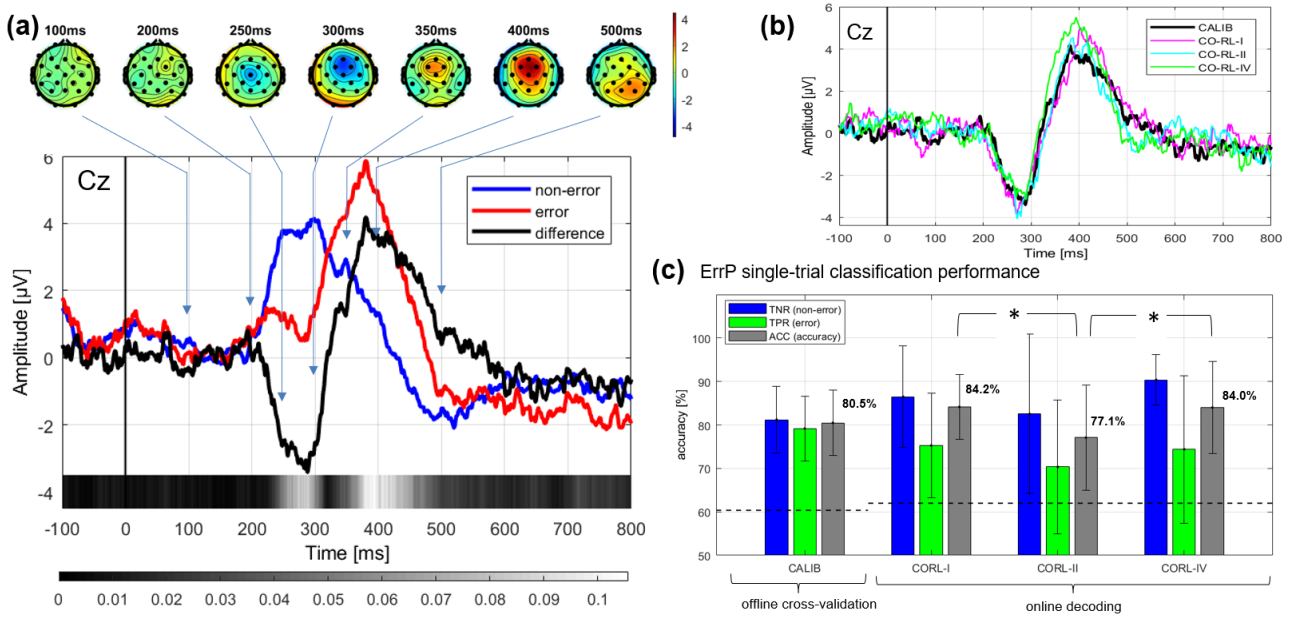 (a)
100ms 200ms 250ms 300ms 350ms 400ms 500ms
4
2
0
-2
-4
Cz
non-error
error
difference
Amplitude [µV]
6
4
2
0
-2
-4
-100 0 100 200 300 400 500 600 700 800
Time [ms]
0 0.01 0.02 0.03 0.04 0.05 0.06 0.07 0.08 0.09 0.1
(b)
Cz
CALIB
CO-RL-I
CO-RL-II
CO-RL-IV
Amplitude [µV]
6
4
2
0
-2
-4
-100 0 100 200 300 400 500 600 700 800
Time [ms]
(c) ErrP single-trial classification performance
TNR (non-error)
TPR (error)
ACC (accuracy)
* *
80.5% 84.2% 77.1% 84.0%
accuracy [%]
100
90
80
70
60
50
CALIB CORL-I CORL-II CORL-IV
offline cross-validation online decoding